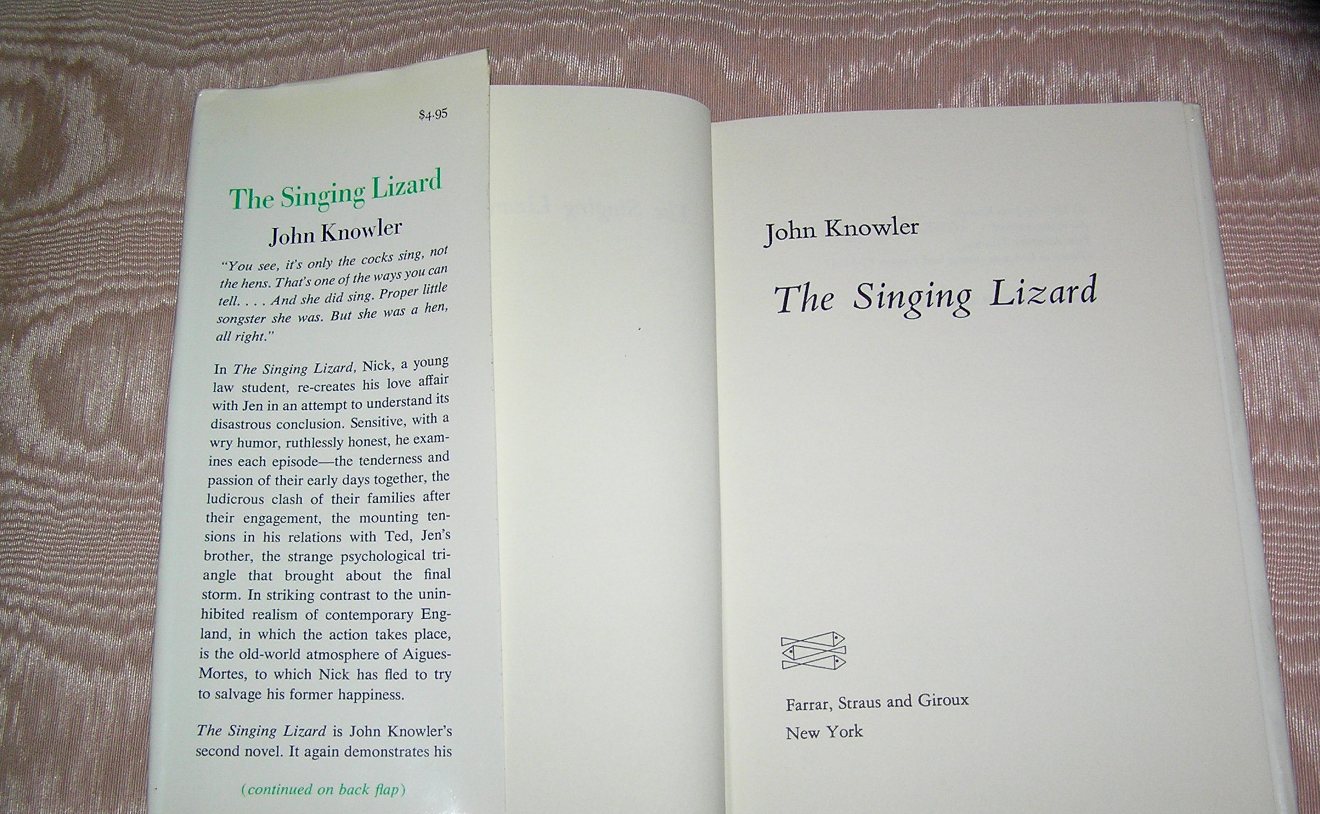 $4.95
The Singing Lizard
John Knowler
"You see, it's only the cocks sing, not
the hens. That's one of the ways you can
tell. . . . And she did sing. Proper little
songster she was. But she was a hen,
all right."
In The Singing Lizard, Nick, a young
law student, re-creates his love affair
with Jen in an attempt to understand its
disastrous conclusion. Sensitive, with a
wry humor, ruthlessly honest, he exam-
ines each episode—the tenderness and
passion of their early days together, the
ludicrous clash of their families after
their engagement, the mounting ten-
sions in his relations with Ted, Jen's
brother, the strange psychological tri-
angle that brought about the final
storm. In striking contrast to the unin-
hibited realism of contemporary Eng-
land, in which the action takes place,
is the old-world atmosphere of Aigues-
Mortes, to which Nick has fled to try
to salvage his former happiness.
The Singing Lizard is John Knowler's
second novel. It again demonstrates his
(continued on back flap)
John Knowler
The Singing Lizard
Farrar, Straus and Giroux
New York